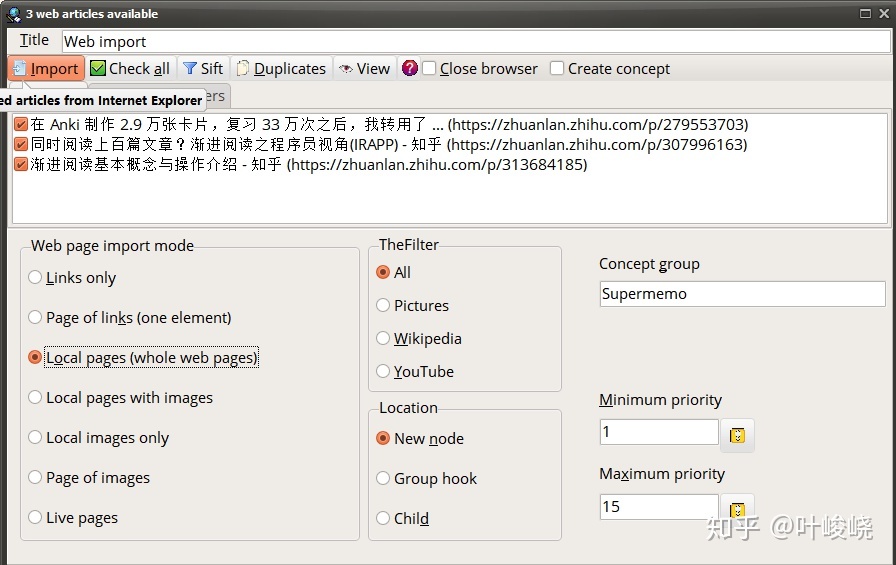 3 web articles available
Title Web import
Import Check all Sift Duplicates View Close browser Create concept
ed articles from Internet Explorer ers
在 Anki 制作 2.9 万张卡片，复习 33 万次之后，我转用了 ... (https://zhuanlan.zhihu.com/p/279553703)
同时阅读上百篇文章？渐进阅读之程序员视角(IRAPP) - 知乎 (https://zhuanlan.zhihu.com/p/307996163)
渐进阅读基本概念与操作介绍 - 知乎 (https://zhuanlan.zhihu.com/p/313684185)
Web page import mode
Links only
Page of links (one element)
Local pages (whole web pages)
Local pages with images
Local images only
Page of images
Live pages
TheFilter
All
Pictures
Wikipedia
YouTube
Location
New node
Group hook
Child
Concept group
Supermemo
Minimum priority
1
Maximum priority
15
知乎 @叶峻峣